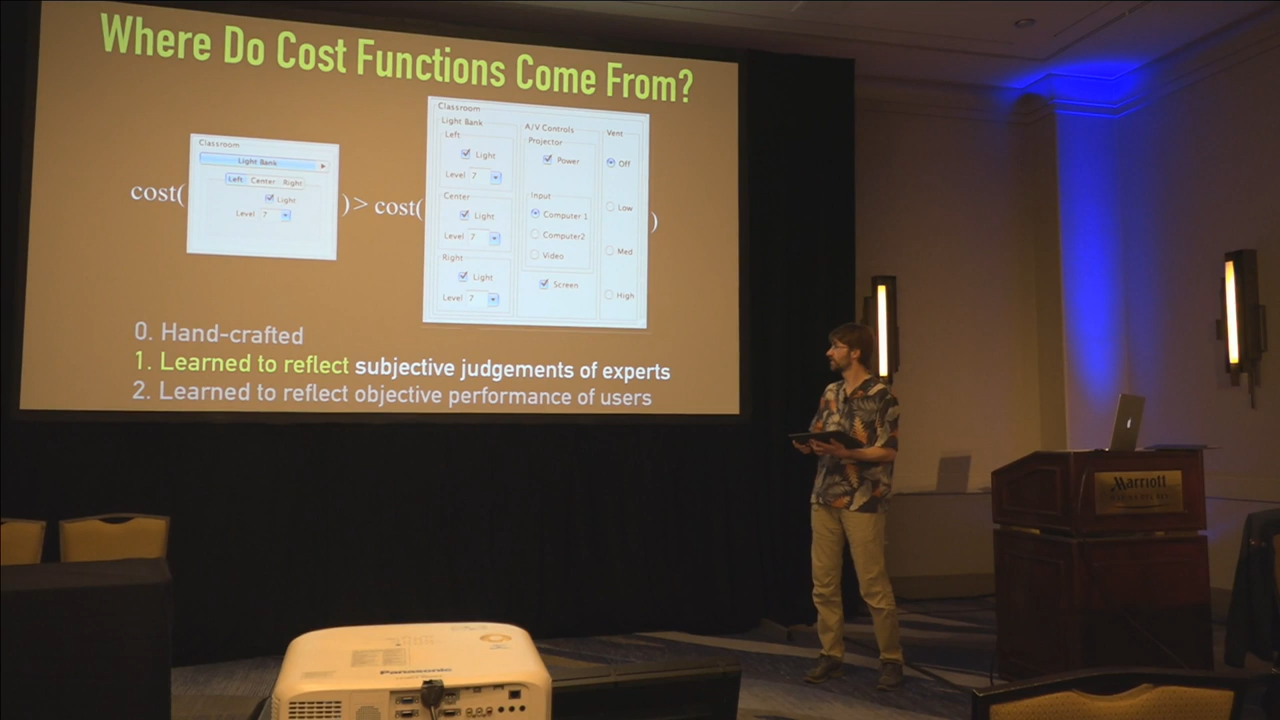 Where Do Cost Functions Come From?
cost(
Classroom
Light Bank
Left Center Right
Light
Level 7
) > cost(
Classroom
Light Bank
Left
Light
Level 7
Center
Light
Level 7
Right
Light
Level 7
A/V Controls
Projector
Power
Input
Computer 1
Computer2
Video
Screen
Vent
Off
Low
Med
High
)
0. Hand-crafted
1. Learned to reflect subjective judgements of experts
2. Learned to reflect objective performance of users
Marriott
Panasonic